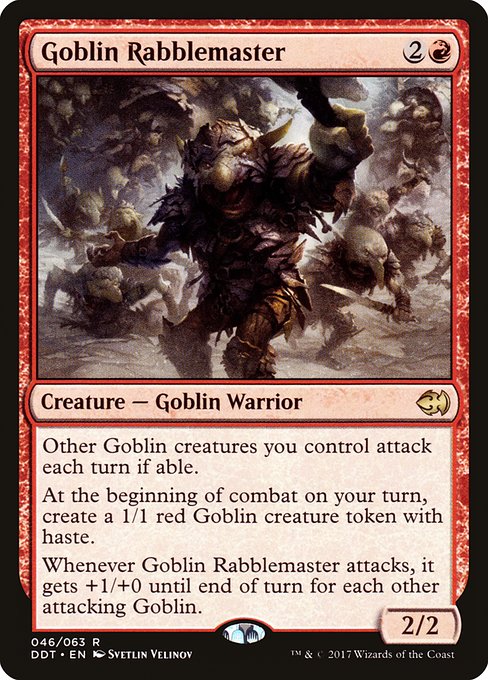 Goblin Rabblemaster 2
Creature — Goblin Warrior
Other Goblin creatures you control attack
each turn if able.
At the beginning of combat on your turn,
create a 1/1 red Goblin creature token with
haste.
Whenever Goblin Rabblemaster attacks, it
gets +1/+0 until end of turn for each other
attacking Goblin.
2/2
046/063 R
DDT • EN Svetlin Velinov
™ & © 2017 Wizards of the Coast